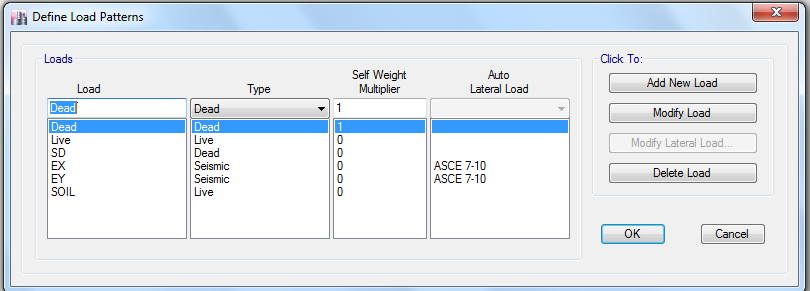 Define Load Patterns
Loads
Click To:
Load Type Self Weight Multiplier Auto Lateral Load
Dead Dead 1
Dead Dead 1
Live Live 0
SD Dead 0
EX Seismic 0 ASCE 7-10
EY Seismic 0 ASCE 7-10
SOIL Live 0
Add New Load
Modify Load
Modify Lateral Load...
Delete Load
OK Cancel